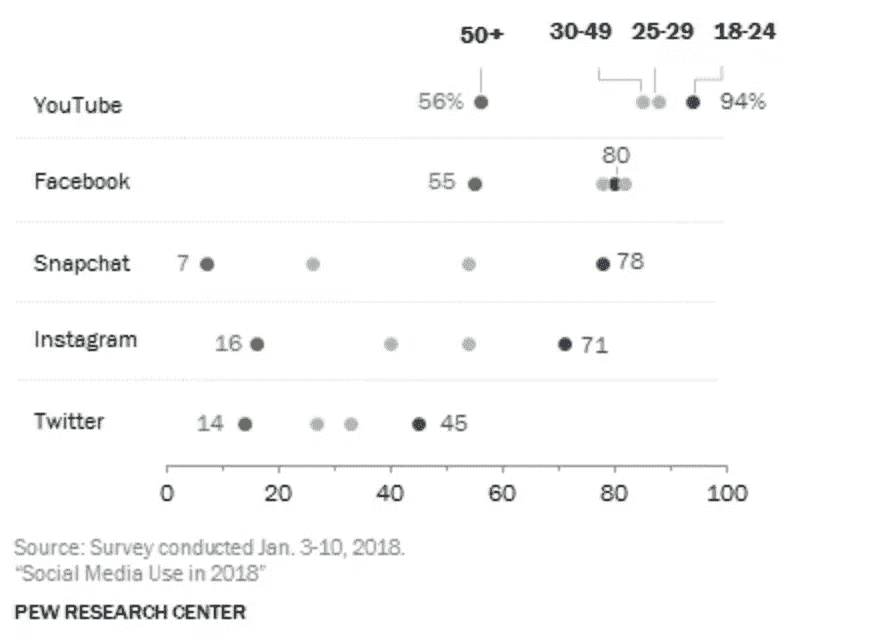 50+ 30-49 25-29 18-24
YouTube 56% 94%
80
Facebook 55
Snapchat 7 78
Instagram 16 71
Twitter 14 45
0 20 40 60 80 100
Source: Survey conducted Jan. 3-10, 2018.
“Social Media Use in 2018”
PEW RESEARCH CENTER